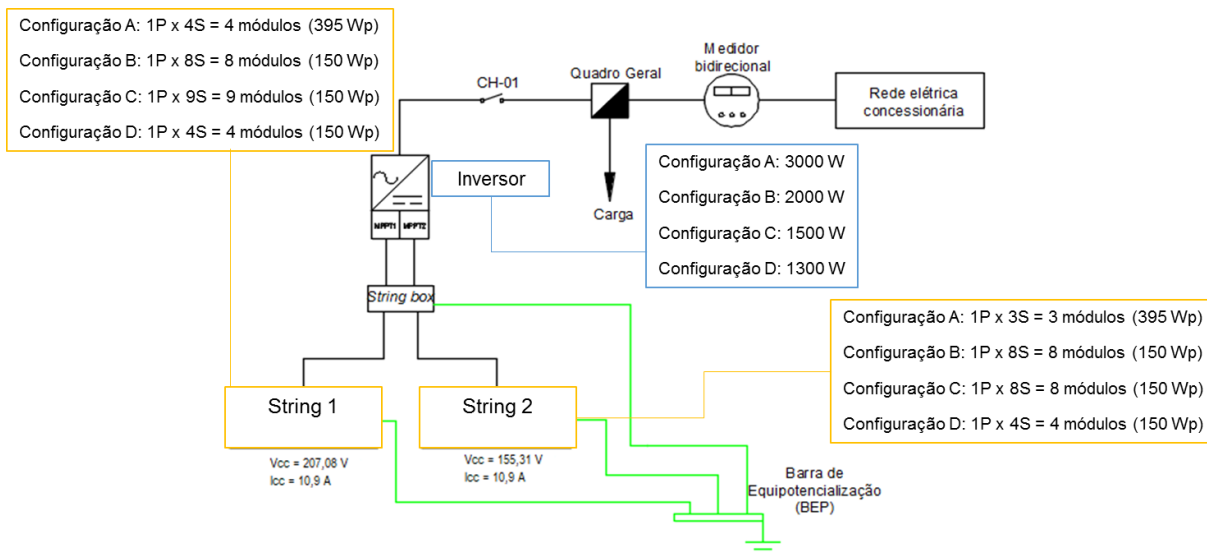 Configuração A: 1P x 4S = 4 módulos (395 Wp)
Configuração B: 1P x 8S = 8 módulos (150 Wp)
Configuração C: 1P x 9S = 9 módulos (150 Wp)
Configuração D: 1P x 4S = 4 módulos (150 Wp)
CH-01
Quadro Geral
Medidor
bidirecional
Rede elétrica
concessionária
Carga
Inversor
MPPT1
MPPT2
Configuração A: 3000 W
Configuração B: 2000 W
Configuração C: 1500 W
Configuração D: 1300 W
String box
Configuração A: 1P x 3S = 3 módulos (395 Wp)
Configuração B: 1P x 8S = 8 módulos (150 Wp)
Configuração C: 1P x 8S = 8 módulos (150 Wp)
Configuração D: 1P x 4S = 4 módulos (150 Wp)
String 1
Vcc = 207,08 V
Icc = 10,9 A
String 2
Vcc = 155,31 V
Icc = 10,9 A
Barra de
Equipotencialização
(BEP)